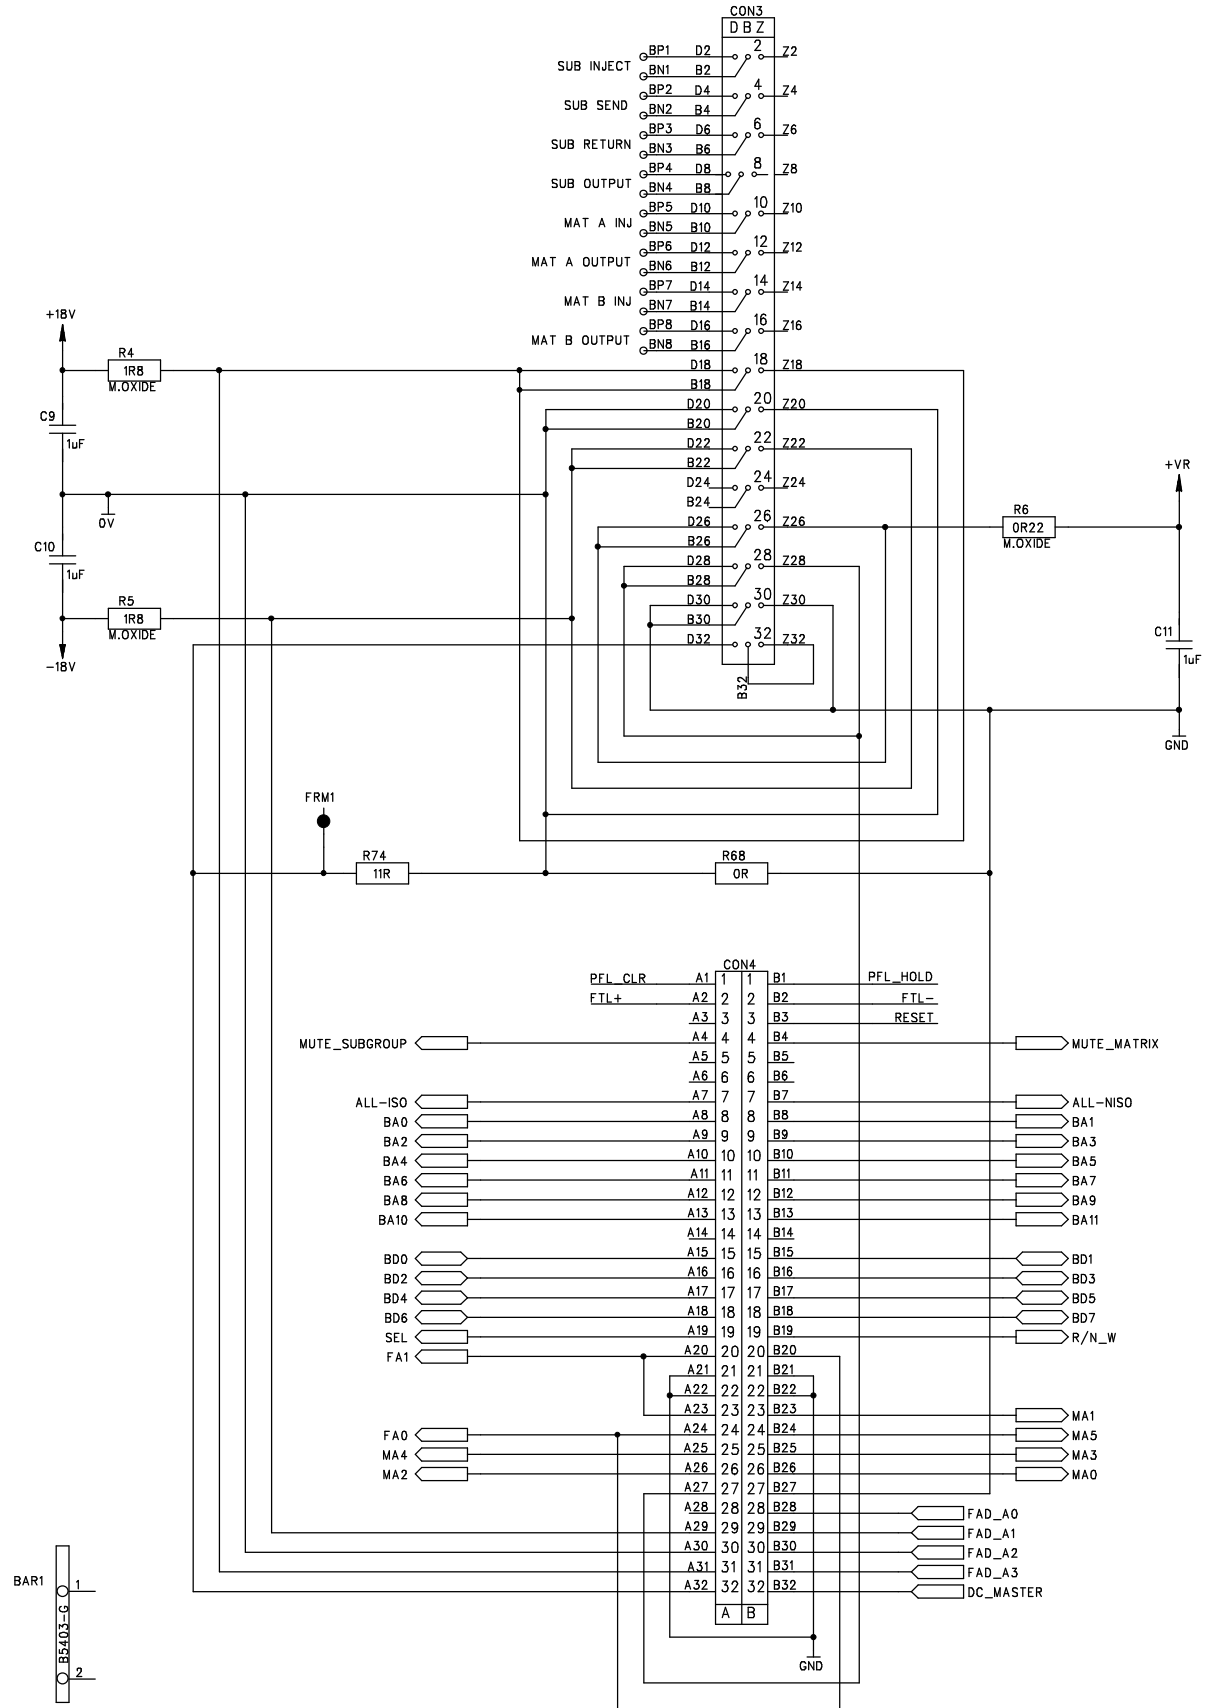 CON3
D B Z
SUB INJECT BP1 D2 2 Z2
BN1 B2
SUB SEND BP2 D4 4 Z4
BN2 B4
SUB RETURN BP3 D6 6 Z6
BN3 B6
SUB OUTPUT BP4 D8 8 Z8
BN4 B8
MAT A INJ BP5 D10 10 Z10
BN5 B10
MAT A OUTPUT BP6 D12 12 Z12
BN6 B12
MAT B INJ BP7 D14 14 Z14
BN7 B14
MAT B OUTPUT BP8 D16 16 Z16
BN8 B16
D18 18 Z18
B18
D20 20 Z20
B20
D22 22 Z22
B22
D24 24 Z24
B24
D26 26 Z26
B26
D28 28 Z28
B28
D30 30 Z30
B30
D32 32 Z32
B32
+18V
R4
1R8
M.OXIDE
C9
1uF
0V
C10
1uF
R5
1R8
M.OXIDE
-18V
+VR
R6
0R22
M.OXIDE
C11
1uF
GND
FRM1
R74
11R
R68
0R
CON4
PFL_CLR A1 1 1 B1 PFL_HOLD
FTL+ A2 2 2 B2 FTL-
A3 3 3 B3 RESET
MUTE_SUBGROUP A4 4 4 B4 MUTE_MATRIX
A5 5 5 B5
A6 6 6 B6
ALL-ISO A7 7 7 B7 ALL-NISO
BA0 A8 8 8 B8 BA1
BA2 A9 9 9 B9 BA3
BA4 A10 10 10 B10 BA5
BA6 A11 11 11 B11 BA7
BA8 A12 12 12 B12 BA9
BA10 A13 13 13 B13 BA11
A14 14 14 B14
BD0 A15 15 15 B15 BD1
BD2 A16 16 16 B16 BD3
BD4 A17 17 17 B17 BD5
BD6 A18 18 18 B18 BD7
SEL A19 19 19 B19 R/N_W
FA1 A20 20 20 B20
A21 21 21 B21
A22 22 22 B22
A23 23 23 B23 MA1
FA0 A24 24 24 B24 MA5
MA4 A25 25 25 B25 MA3
MA2 A26 26 26 B26 MA0
A27 27 27 B27
A28 28 28 B28 FAD_A0
A29 29 29 B29 FAD_A1
A30 30 30 B30 FAD_A2
A31 31 31 B31 FAD_A3
A32 32 32 B32 DC_MASTER
A B
GND
BAR1
1
B5403-G
2